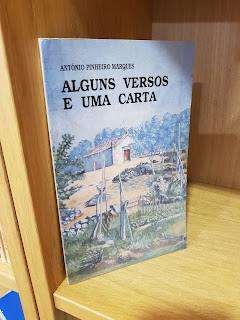 ANTÓNIO PINHEIRO MARQUES
ALGUNS VERSOS
E UMA CARTA